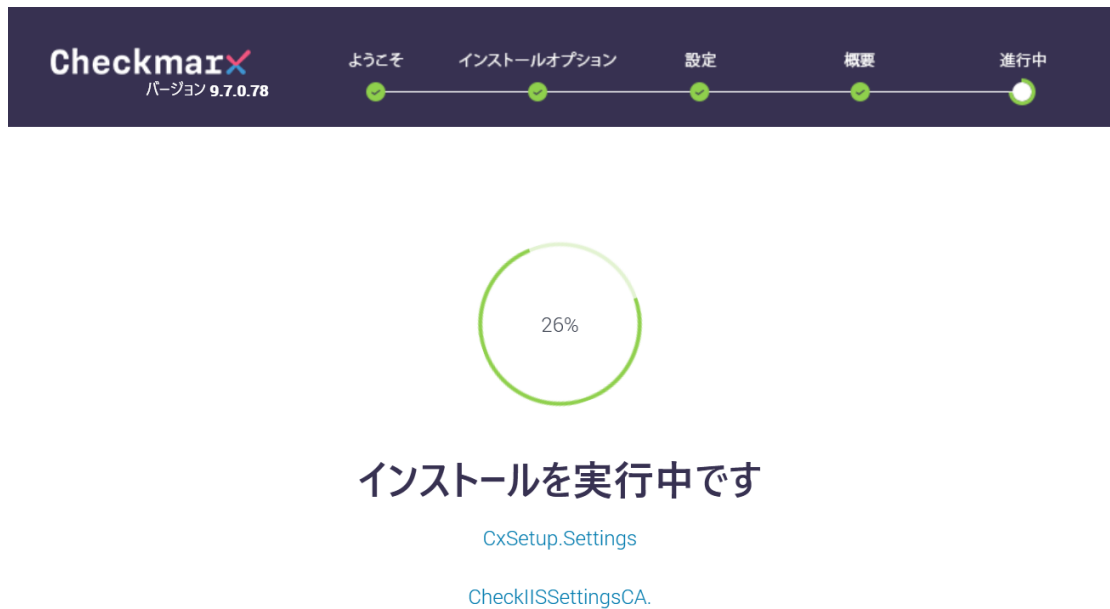 Checkmarx
バージョン 9.7.0.78
ようこそ インストールオプション 設定 概要 進行中
26%
インストールを実行中です
CxSetup.Settings
CheckIISSettingsCA.